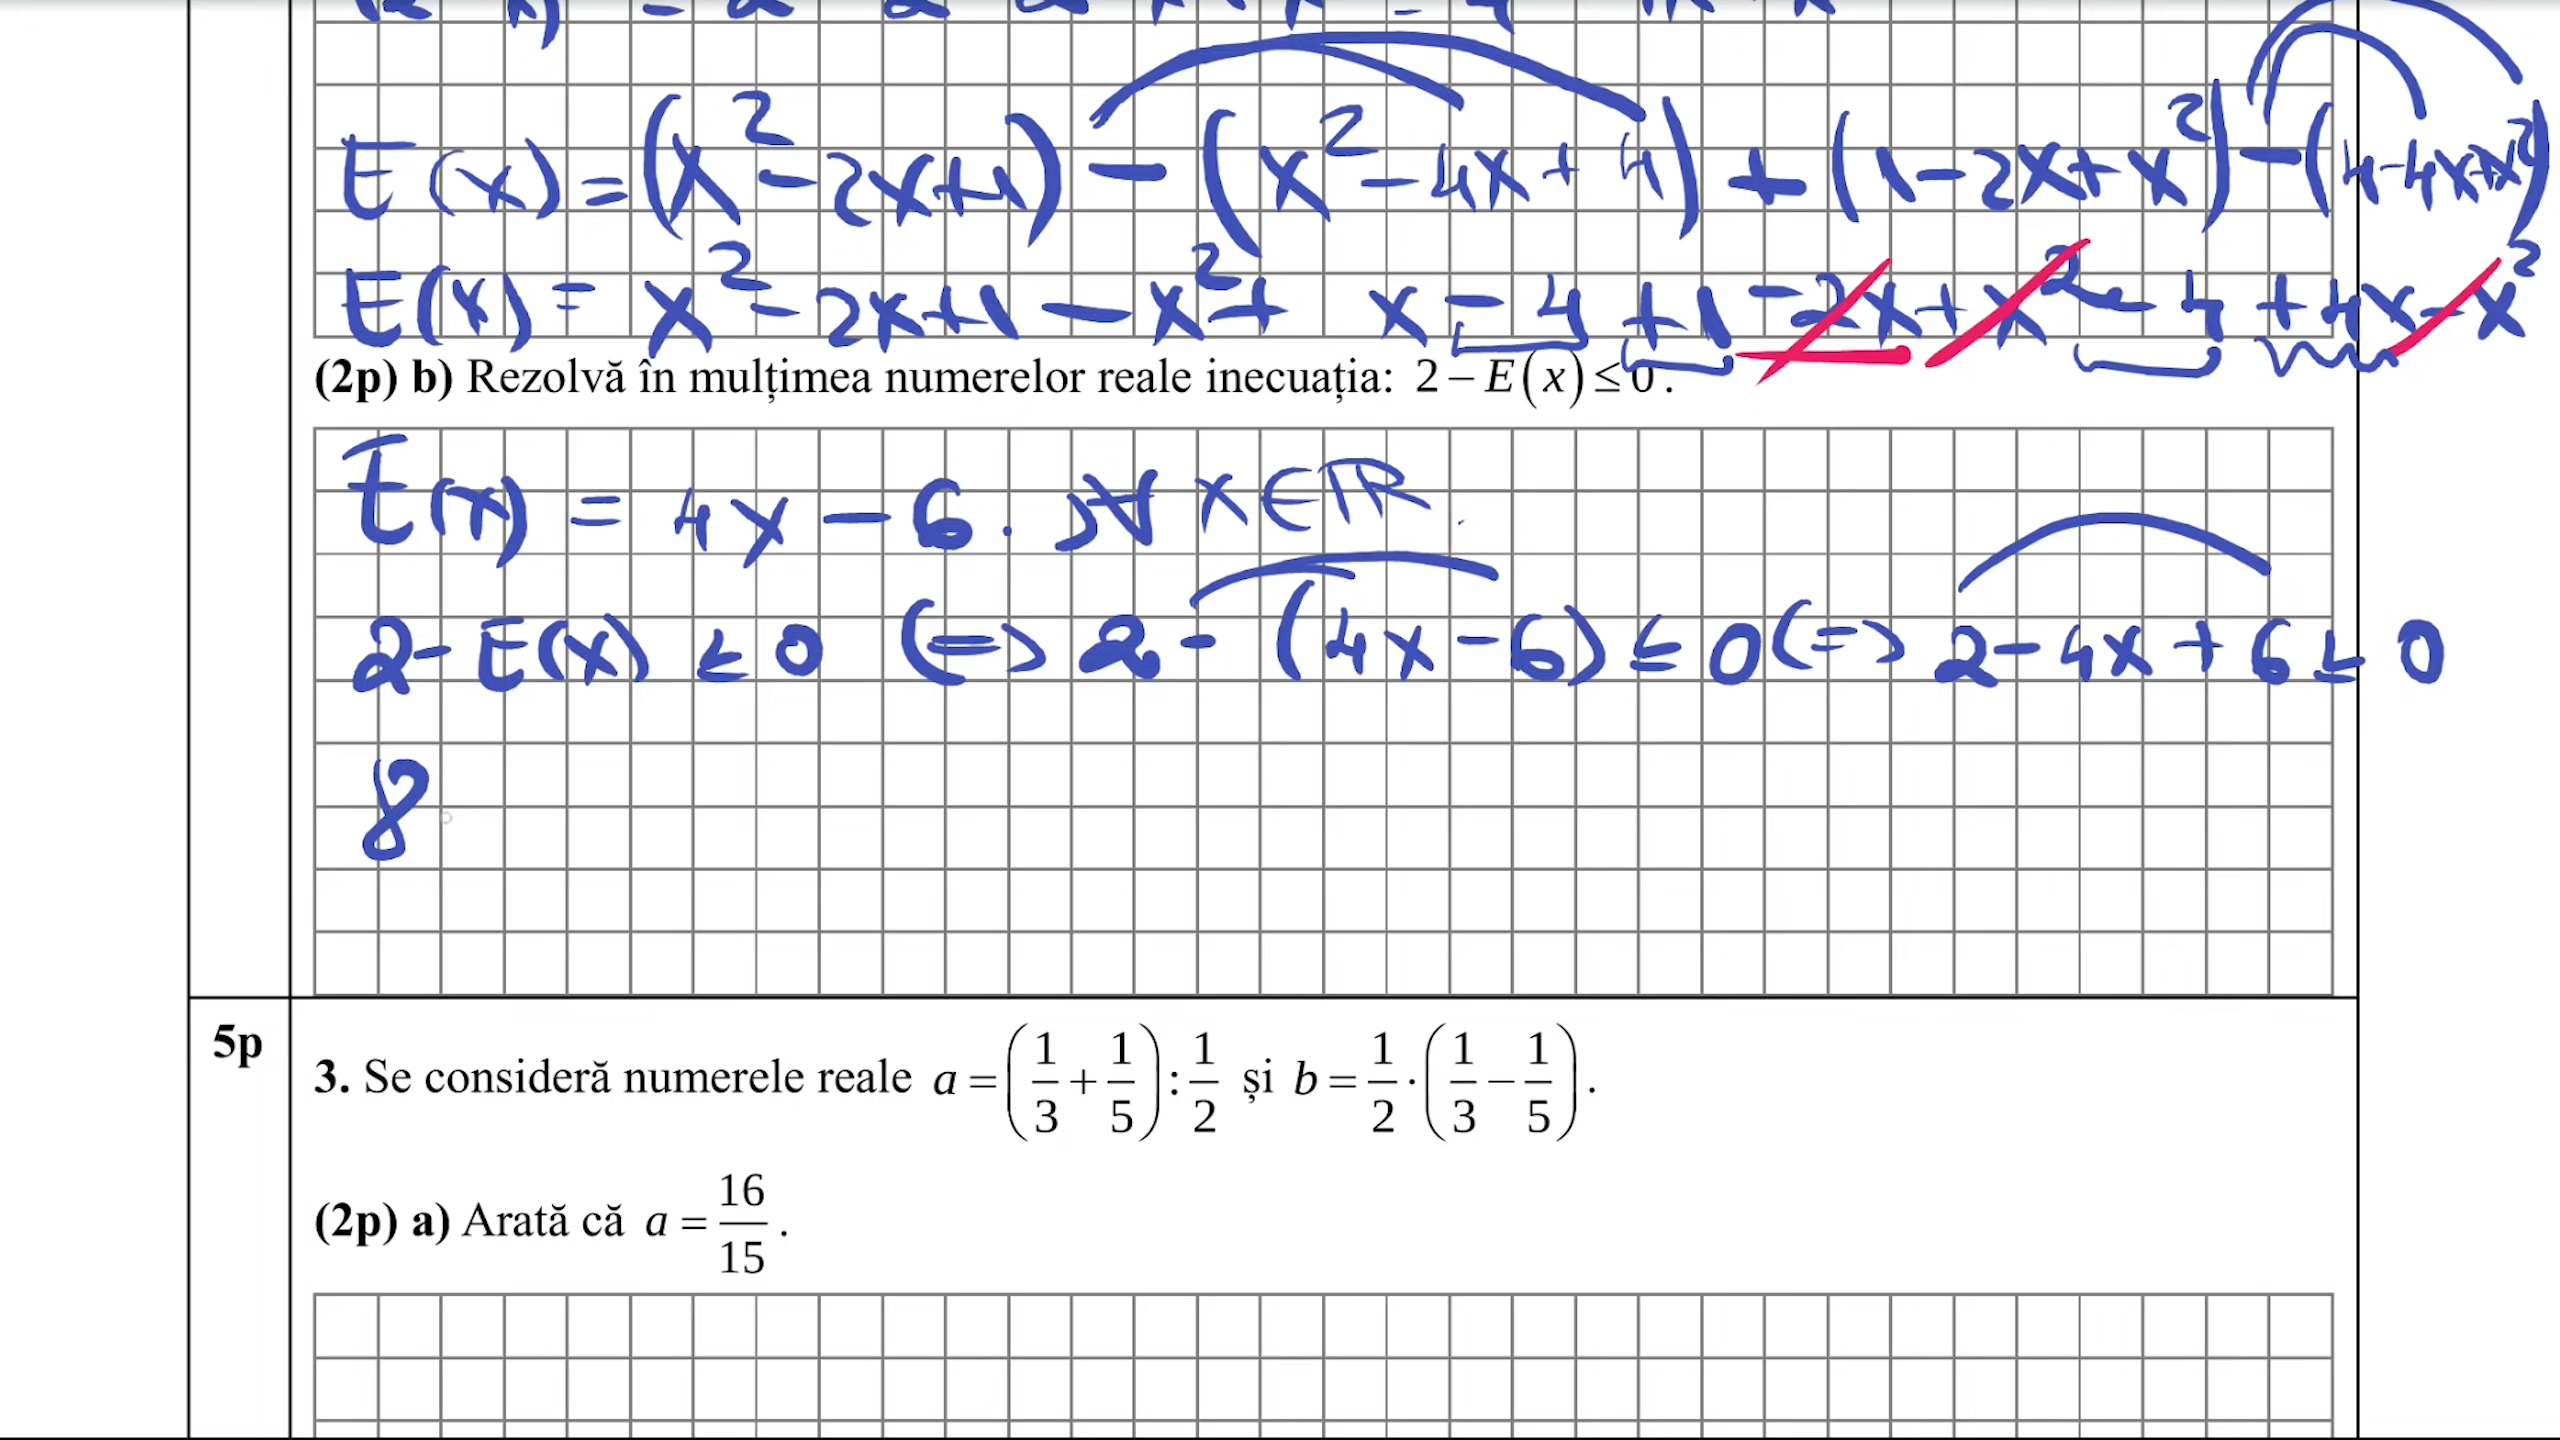 E(x) = (x² - 2x + 1) - (x² - 4x + 4) + (1 - 2x + x²) - (4 - 4x + x²)
E(x) = x² - 2x + 1 - x² + x - 4 + 1 - 2x + x² - 4 + 4x - x²
(2p) b) Rezolvă în mulțimea numerelor reale inecuația: 2 – E(x) ≤ 0.
E(x) = 4x - 6. , ∀ x ∈ ℝ.
2 - E(x) ≤ 0 (=) 2 - (4x - 6) ≤ 0 (=) 2 - 4x + 6 ≤ 0
8
5p
3. Se consideră numerele reale a = (1/3 + 1/5) : 1/2 și b = 1/2 · (1/3 − 1/5).
(2p) a) Arată că a = 16/15.